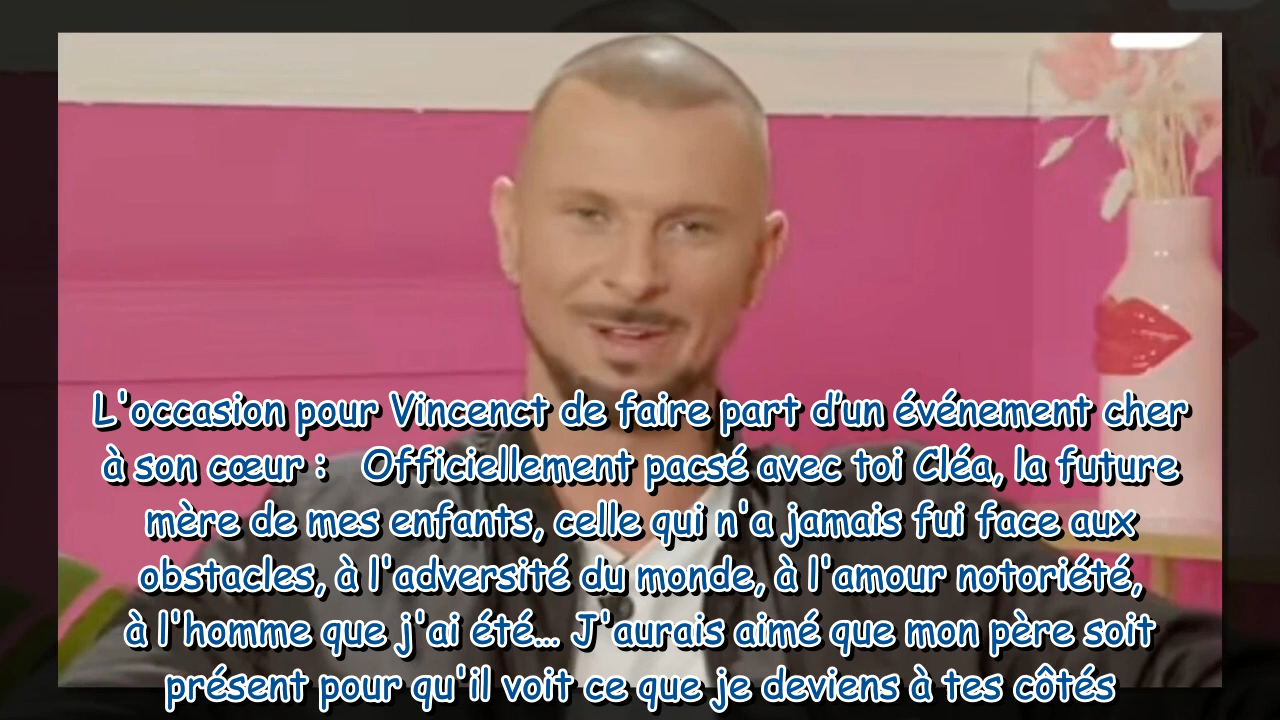 L'occasion pour Vincenct de faire part d’un événement cher
à son cœur :   Officiellement pacsé avec toi Cléa, la future
mère de mes enfants, celle qui n'a jamais fui face aux
obstacles, à l'adversité du monde, à l'amour notoriété,
à l'homme que j'ai été... J'aurais aimé que mon père soit
présent pour qu'il voit ce que je deviens à tes côtés